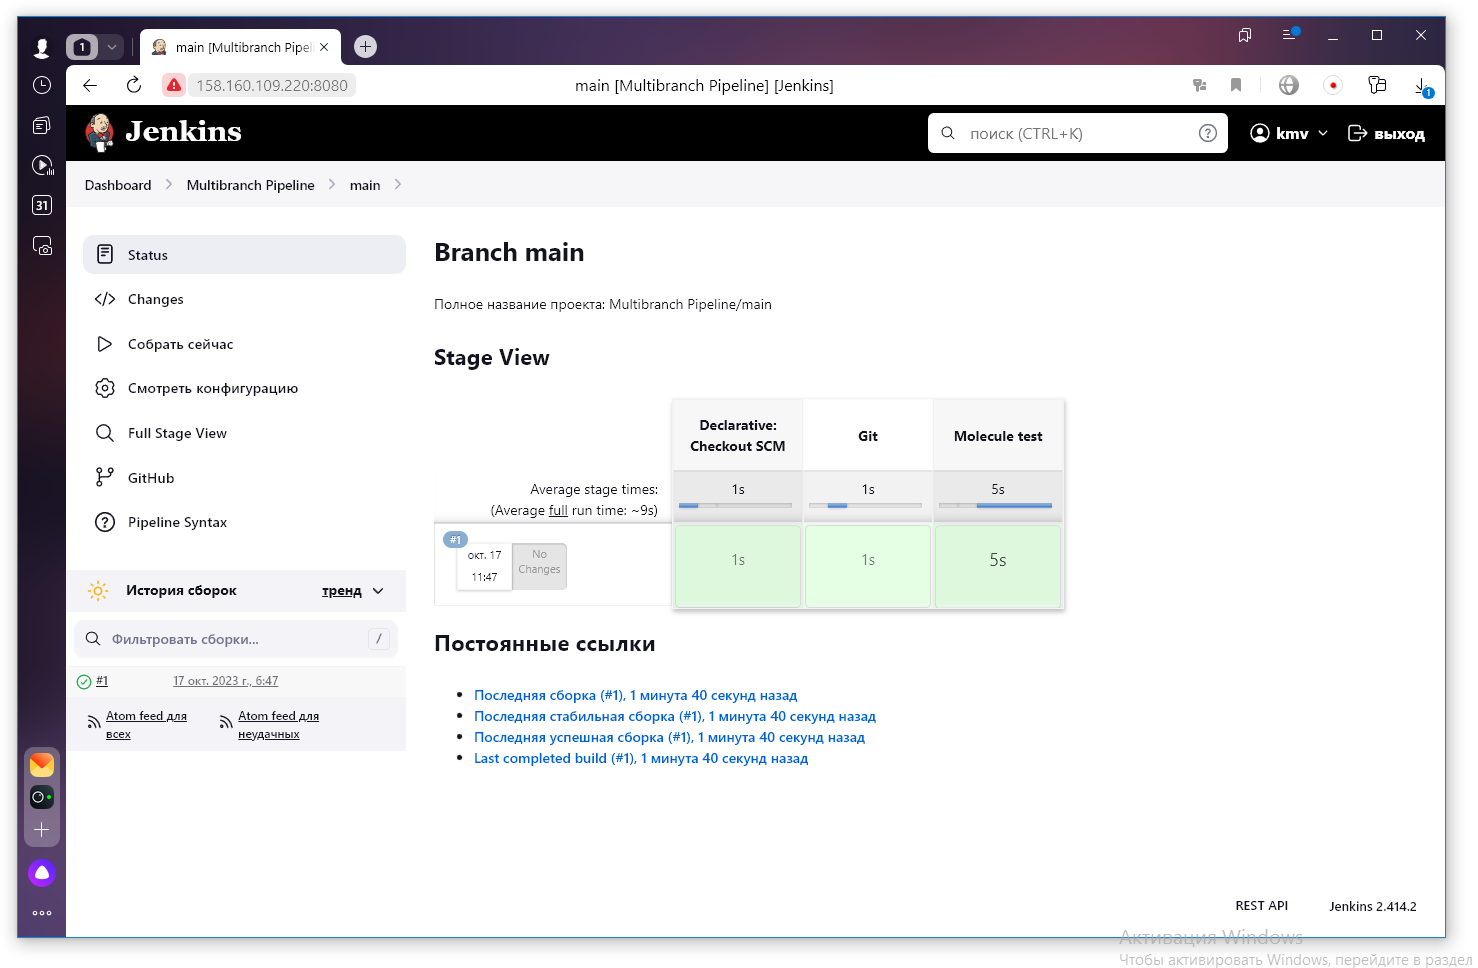 1
main [Multibranch Pipel
158.160.109.220:8080
main [Multibranch Pipeline] [Jenkins]
1
Jenkins
поиск (CTRL+K)
kmv
выход
31
Dashboard
Multibranch Pipeline
main
Status
Changes
Собрать сейчас
Смотреть конфигурацию
Full Stage View
GitHub
Pipeline Syntax
История сборок
тренд
Фильтровать сборки...
/
#1
17 окт. 2023 г., 6:47
Atom feed для
всех
Atom feed для
неудачных
Branch main
Полное название проекта: Multibranch Pipeline/main
Stage View
Declarative:
Checkout SCM
Git
Molecule test
Average stage times:
(Average full run time: ~9s)
1s
1s
5s
#1
окт. 17
11:47
No
Changes
1s
1s
5s
Постоянные ссылки
Последняя сборка (#1), 1 минута 40 секунд назад
Последняя стабильная сборка (#1), 1 минута 40 секунд назад
Последняя успешная сборка (#1), 1 минута 40 секунд назад
Last completed build (#1), 1 минута 40 секунд назад
REST API
Jenkins 2.414.2
Активация Windows
Чтобы активировать Windows, перейдите в раздел